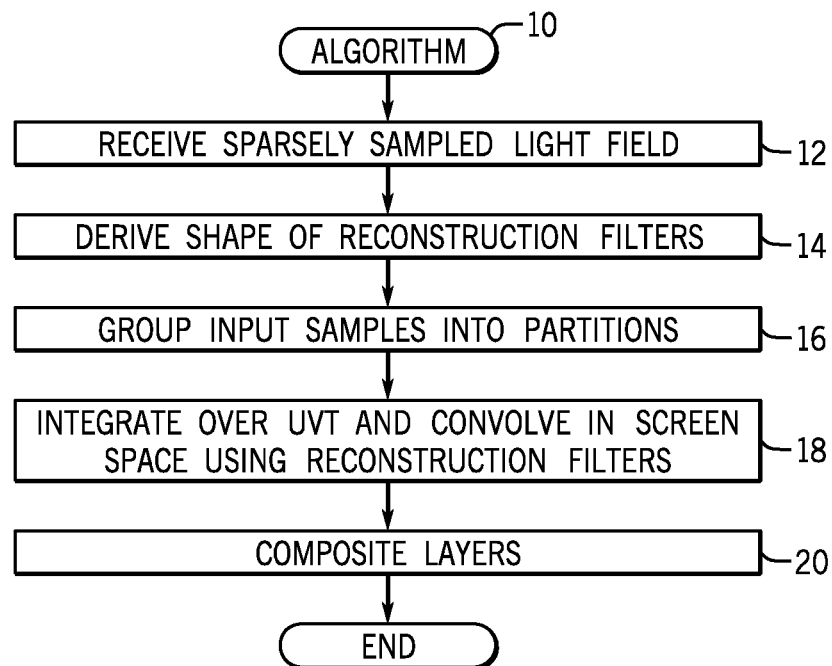 ALGORITHM
10
RECEIVE SPARSELY SAMPLED LIGHT FIELD
12
DERIVE SHAPE OF RECONSTRUCTION FILTERS
14
GROUP INPUT SAMPLES INTO PARTITIONS
16
INTEGRATE OVER UVT AND CONVOLVE IN SCREEN
SPACE USING RECONSTRUCTION FILTERS
18
COMPOSITE LAYERS
20
END